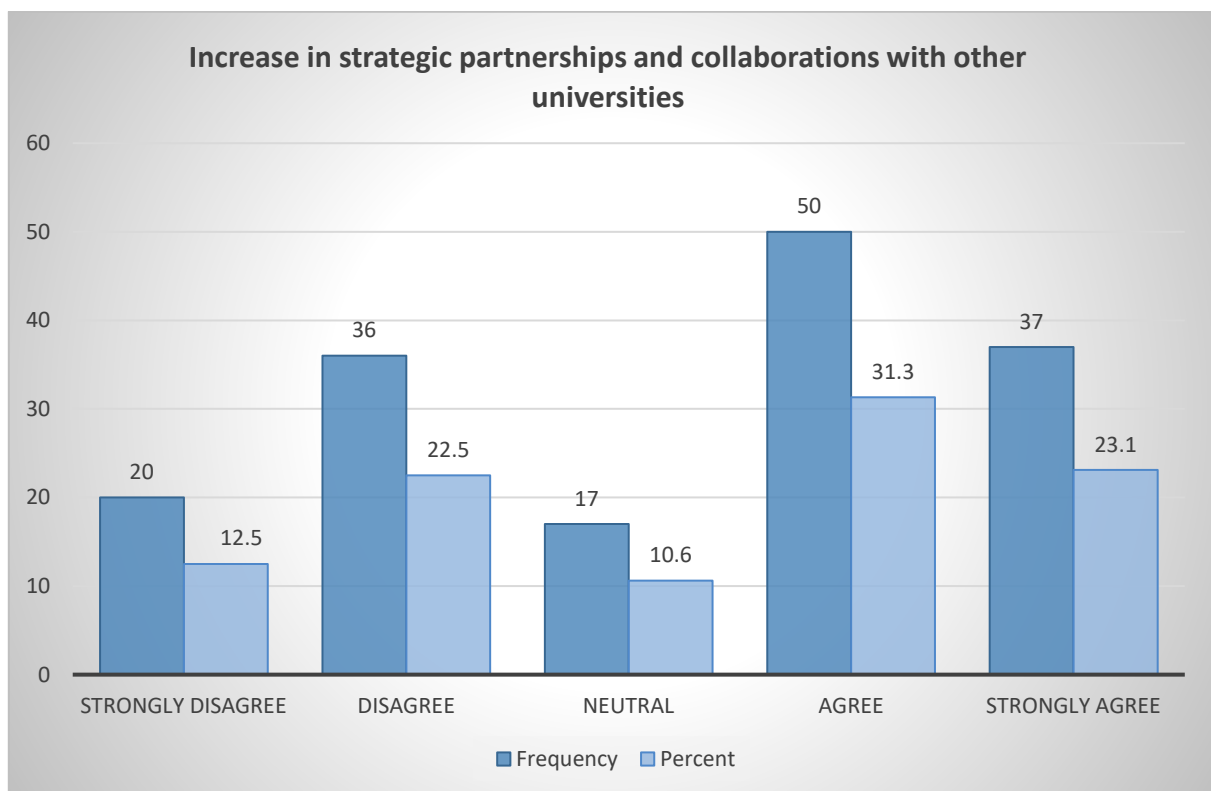 Increase in strategic partnerships and collaborations with other
universities
60
50
40
30
20
10
0
20
12.5
36
22.5
17
10.6
50
31.3
37
23.1
STRONGLY DISAGREE
DISAGREE
NEUTRAL
AGREE
STRONGLY AGREE
Frequency
Percent